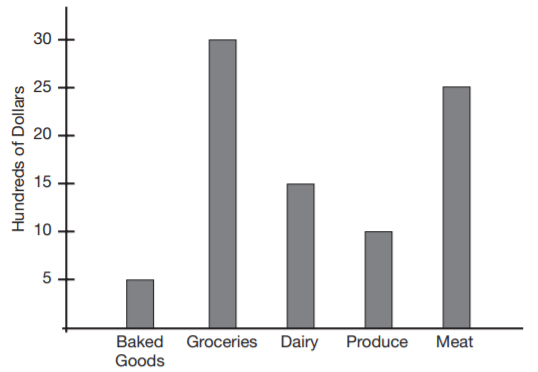 Hundreds of Dollars
30
25
20
15
10
5
Baked Goods
Groceries
Dairy
Produce
Meat